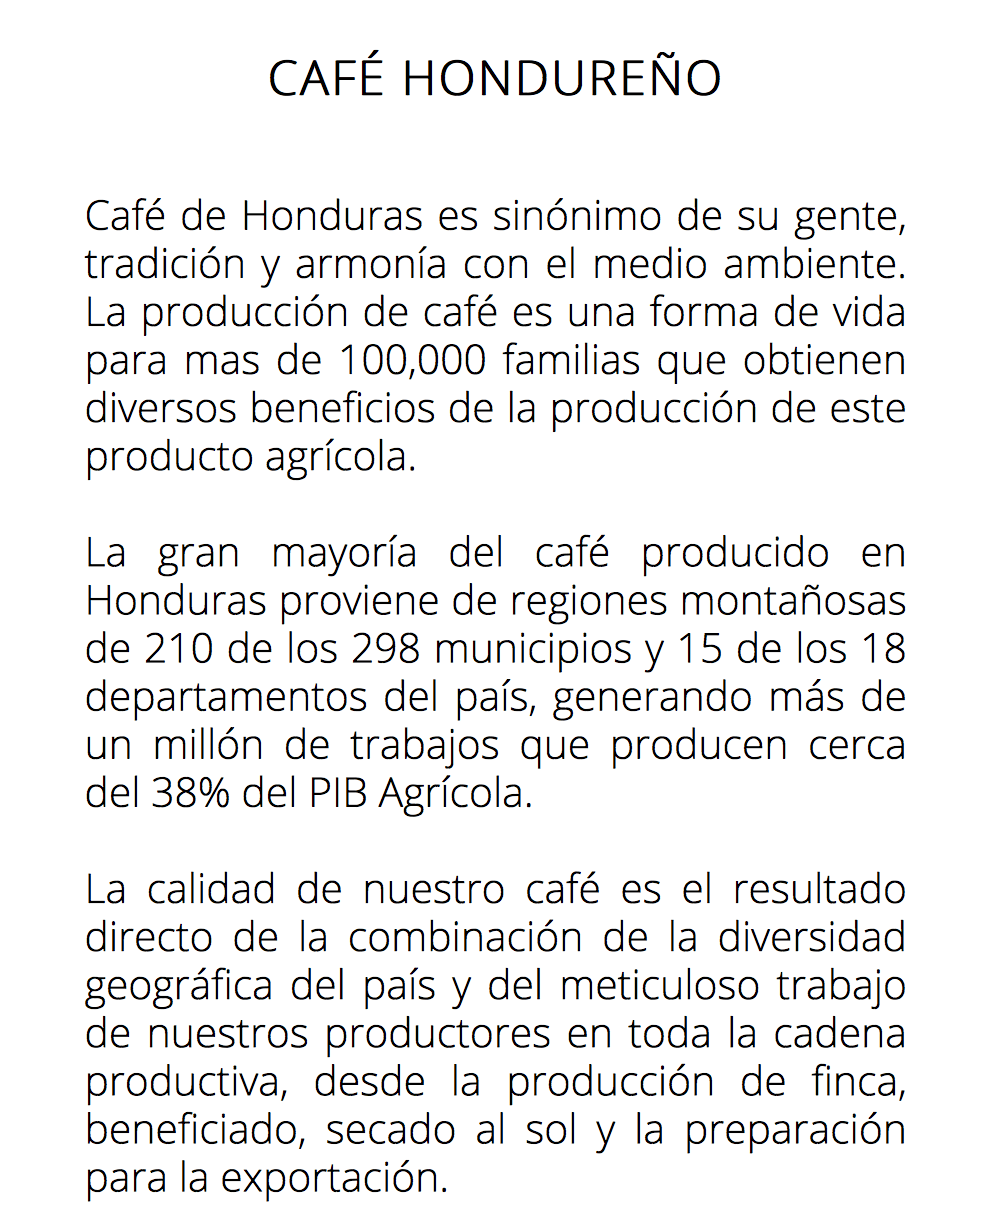 CAFÉ HONDUREÑO
Café de Honduras es sinónimo de su gente,
tradición y armonía con el medio ambiente.
La producción de café es una forma de vida
para mas de 100,000 familias que obtienen
diversos beneficios de la producción de este
producto agrícola.
La gran mayoría del café producido en
Honduras proviene de regiones montañosas
de 210 de los 298 municipios y 15 de los 18
departamentos del país, generando más de
un millón de trabajos que producen cerca
del 38% del PIB Agrícola.
La calidad de nuestro café es el resultado
directo de la combinación de la diversidad
geográfica del país y del meticuloso trabajo
de nuestros productores en toda la cadena
productiva, desde la producción de finca,
beneficiado, secado al sol y la preparación
para la exportación.